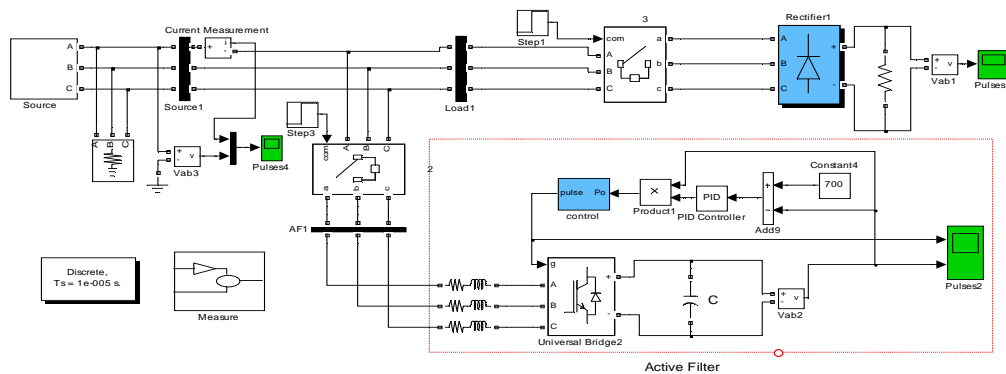 3
Rectifier1
Current Measurement
Step1
com
a
A
A
+
A
i
+
-
B
A
b
B
B
+
-
v
C
B
C
c
C
-
Vab1
Pulses
Source
Source1
Load1
Step3
A
B
C
+
-
v
Vab3
Pulses4
com
A
B
C
a
b
c
2
Constant4
700
pulse
Po
X
PID
+
-
control
Product1
PID Controller
Add9
AF1
Discrete,
Ts = 1e-005 s.
Measure
g
A
B
C
+
-
C
+
-
v
Vab2
Pulses2
Universal Bridge2
Active Filter